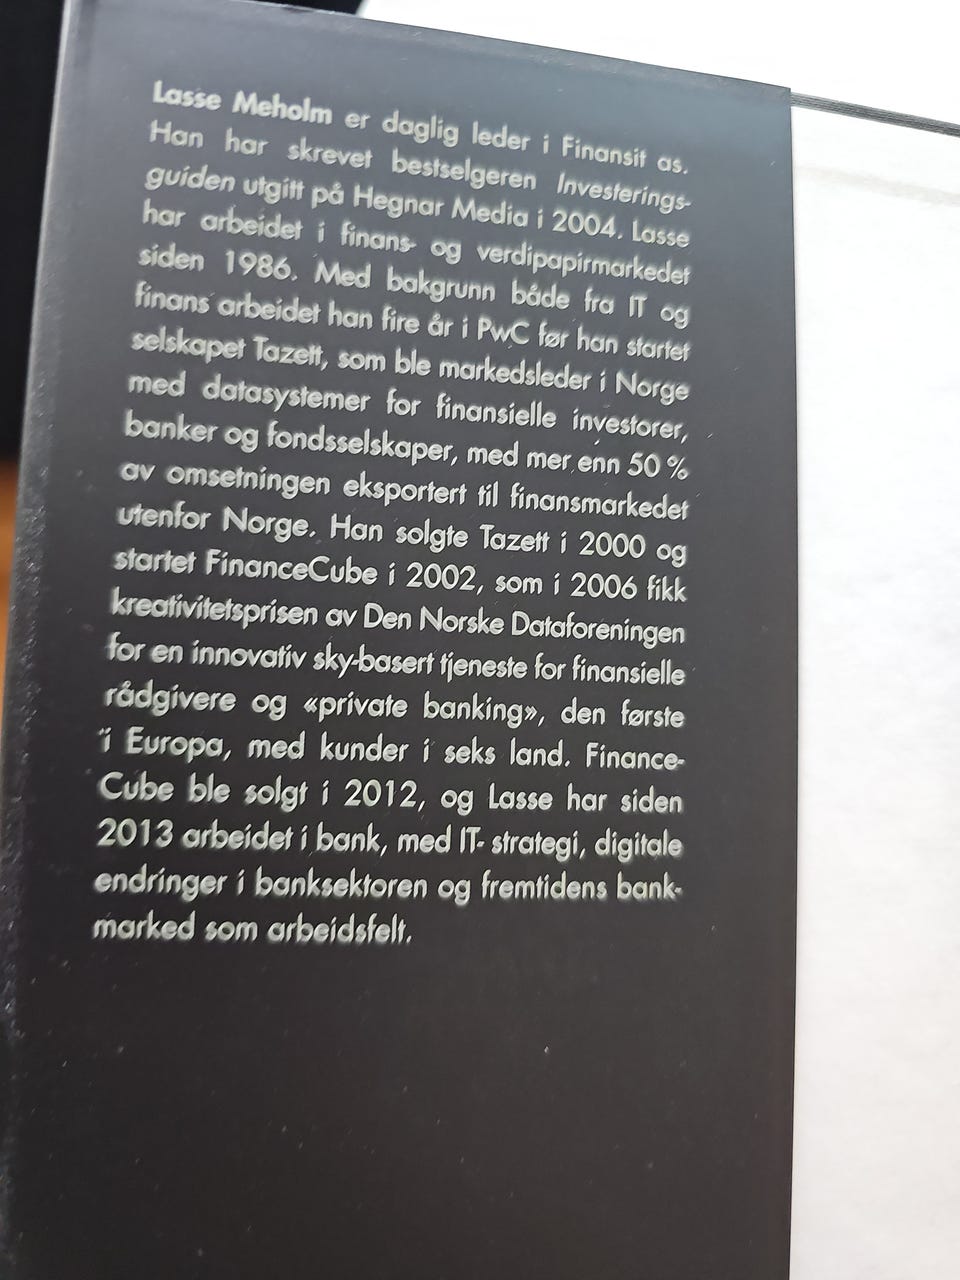 Lasse Meholm er daglig leder i Finansit as.
Han har skrevet bestselgeren Investerings-
guiden utgitt på Hegnar Media i 2004. Lasse
har arbeidet i finans- og verdipapirmarkedet
siden 1986. Med bakgrunn både fra IT og
finans arbeidet han fire år i PwC før han startet
selskapet Tazett, som ble markedsleder i Norge
med datasystemer for finansielle investorer,
banker og fondsselskaper, med mer enn 50 %
av omsetningen eksportert til finansmarkedet
utenfor Norge. Han solgte Tazett i 2000 og
startet FinanceCube i 2002, som i 2006 fikk
kreativitetsprisen av Den Norske Dataforeningen
for en innovativ sky-basert tjeneste for finansielle
rådgivere og «private banking», den første
i Europa, med kunder i seks land. Finance-
Cube ble solgt i 2012, og Lasse har siden
2013 arbeidet i bank, med IT- strategi, digitale
endringer i banksektoren og fremtidens bank-
marked som arbeidsfelt.